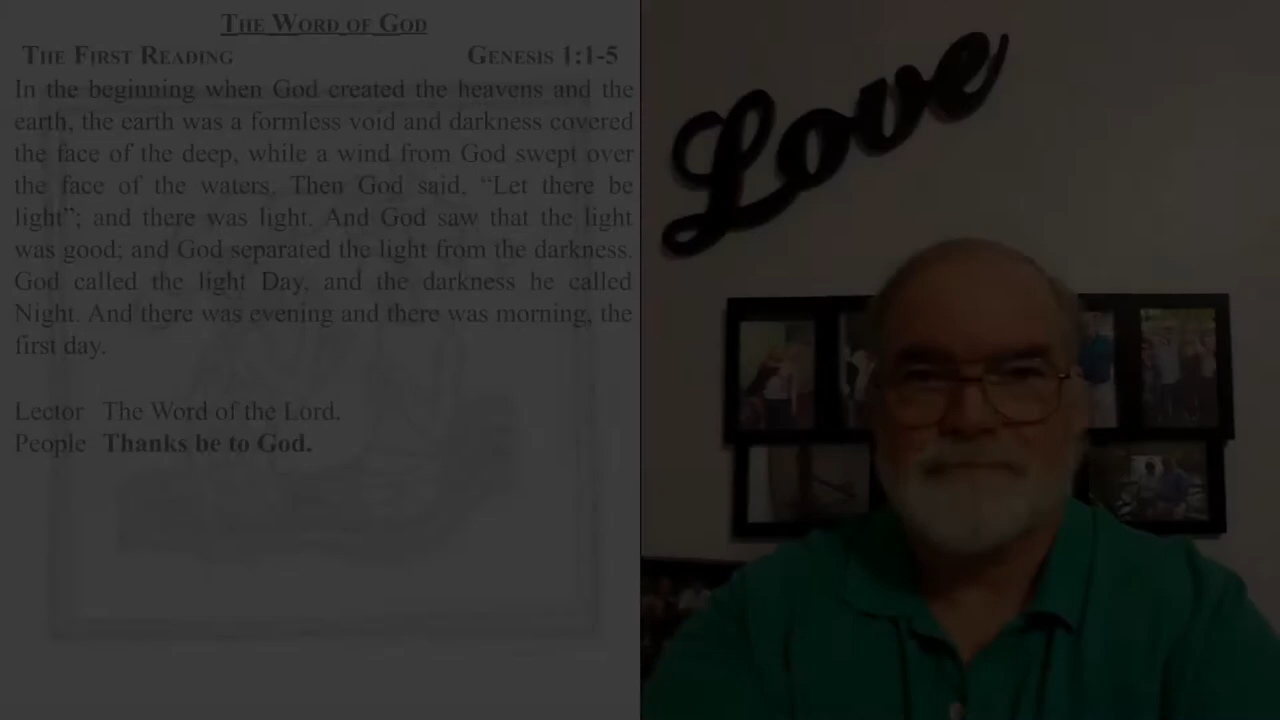 THE WORD OF GOD
THE FIRST READING GENESIS 1:1-5
In the beginning when God created the heavens and the
earth, the earth was a formless void and darkness covered
the face of the deep, while a wind from God swept over
the face of the waters. Then God said, “Let there be
light”; and there was light. And God saw that the light
was good; and God separated the light from the darkness.
God called the light Day, and the darkness he called
Night. And there was evening and there was morning, the
first day.
Lector The Word of the Lord.
People Thanks be to God.
Love